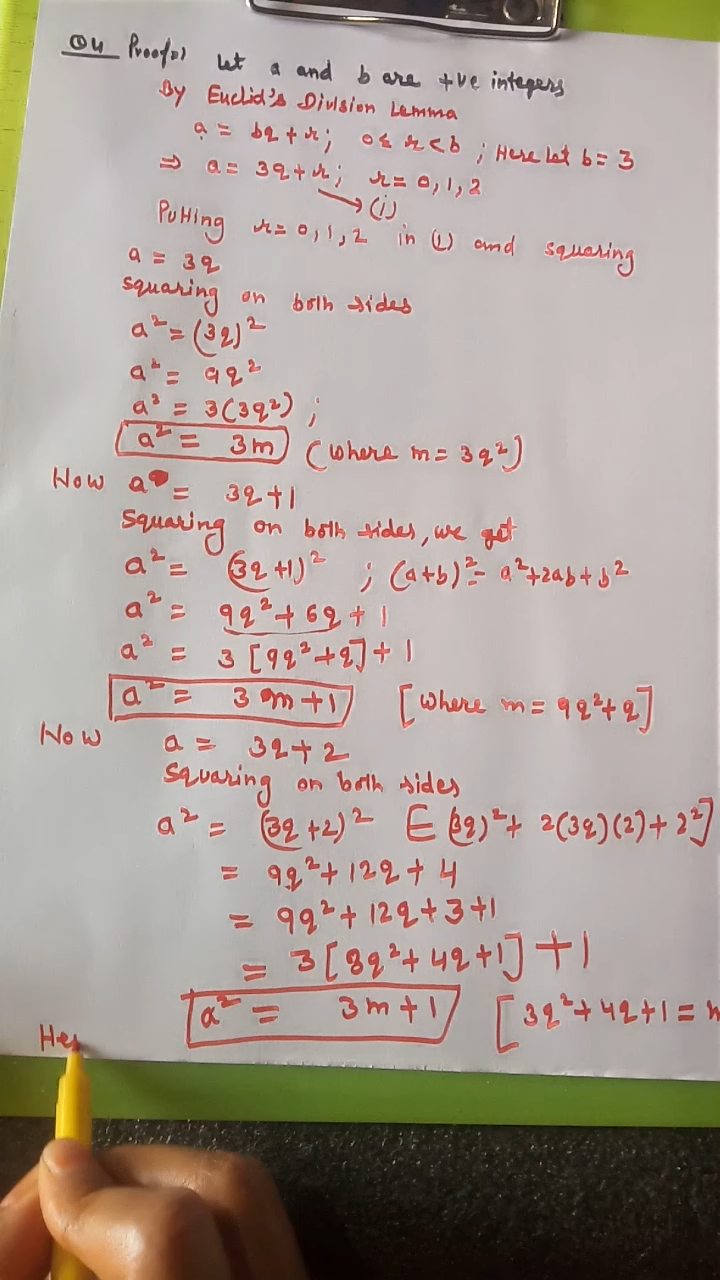 Q4 Proof:) Let a and b are +ve integers
By Euclid's Division Lemma
a = bq + r; 0 ≤ r < b ; Here let b = 3
⇒ a = 3q + r; r = 0, 1, 2
→ (i)
Putting r = 0, 1, 2 in (i) and squaring
a = 3q
squaring on both sides
a² = (3q)²
a² = 9q²
a² = 3(3q²) ;
a² = 3m (where m = 3q²)
Now a = 3q+1
Squaring on both sides, we get
a² = (3q+1)² ; (a+b)² = a²+2ab+b²
a² = 9q² + 6q + 1
a² = 3 [9q²+q] + 1
a² = 3m+1 [where m = 9q²+q]
Now a = 3q+2
Squaring on both sides
a² = (3q+2)² [(3q)² + 2(3q)(2) + 2²]
= 9q² + 12q + 4
= 9q² + 12q + 3 + 1
= 3[3q² + 4q + 1] + 1
a² = 3m+1 [3q² + 4q + 1 = m
He